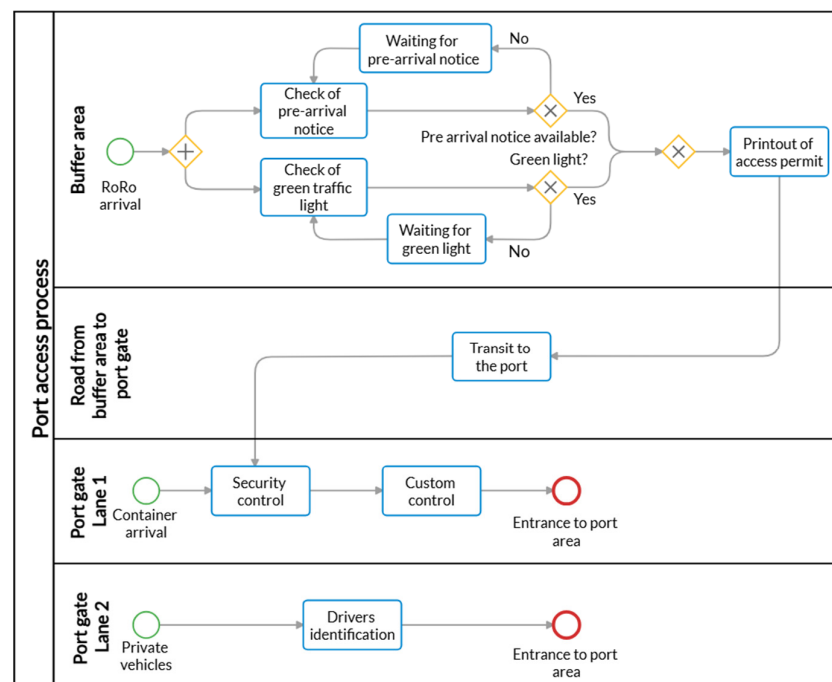 Port access process
Buffer area
RoRo
arrival
Check of
pre-arrival
notice
Waiting for
pre-arrival notice
No
Yes
Pre arrival notice available?
Green light?
Check of
green traffic
light
Waiting for
green light
No
Yes
Printout of
access permit
Road from
buffer area to
port gate
Transit to
the port
Port gate
Lane 1
Container
arrival
Security
control
Custom
control
Entrance to port
area
Port gate
Lane 2
Private
vehicles
Drivers
identification
Entrance to port
area